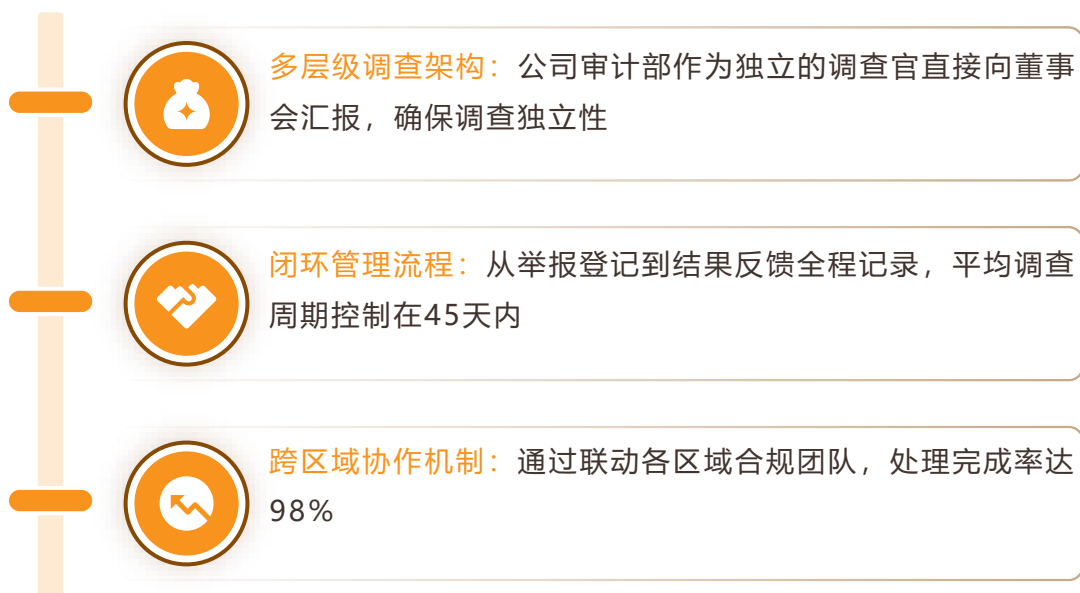 多层级调查架构：公司审计部作为独立的调查官直接向董事
会汇报，确保调查独立性
闭环管理流程：从举报登记到结果反馈全程记录，平均调查
周期控制在45天内
跨区域协作机制：通过联动各区域合规团队，处理完成率达
98%